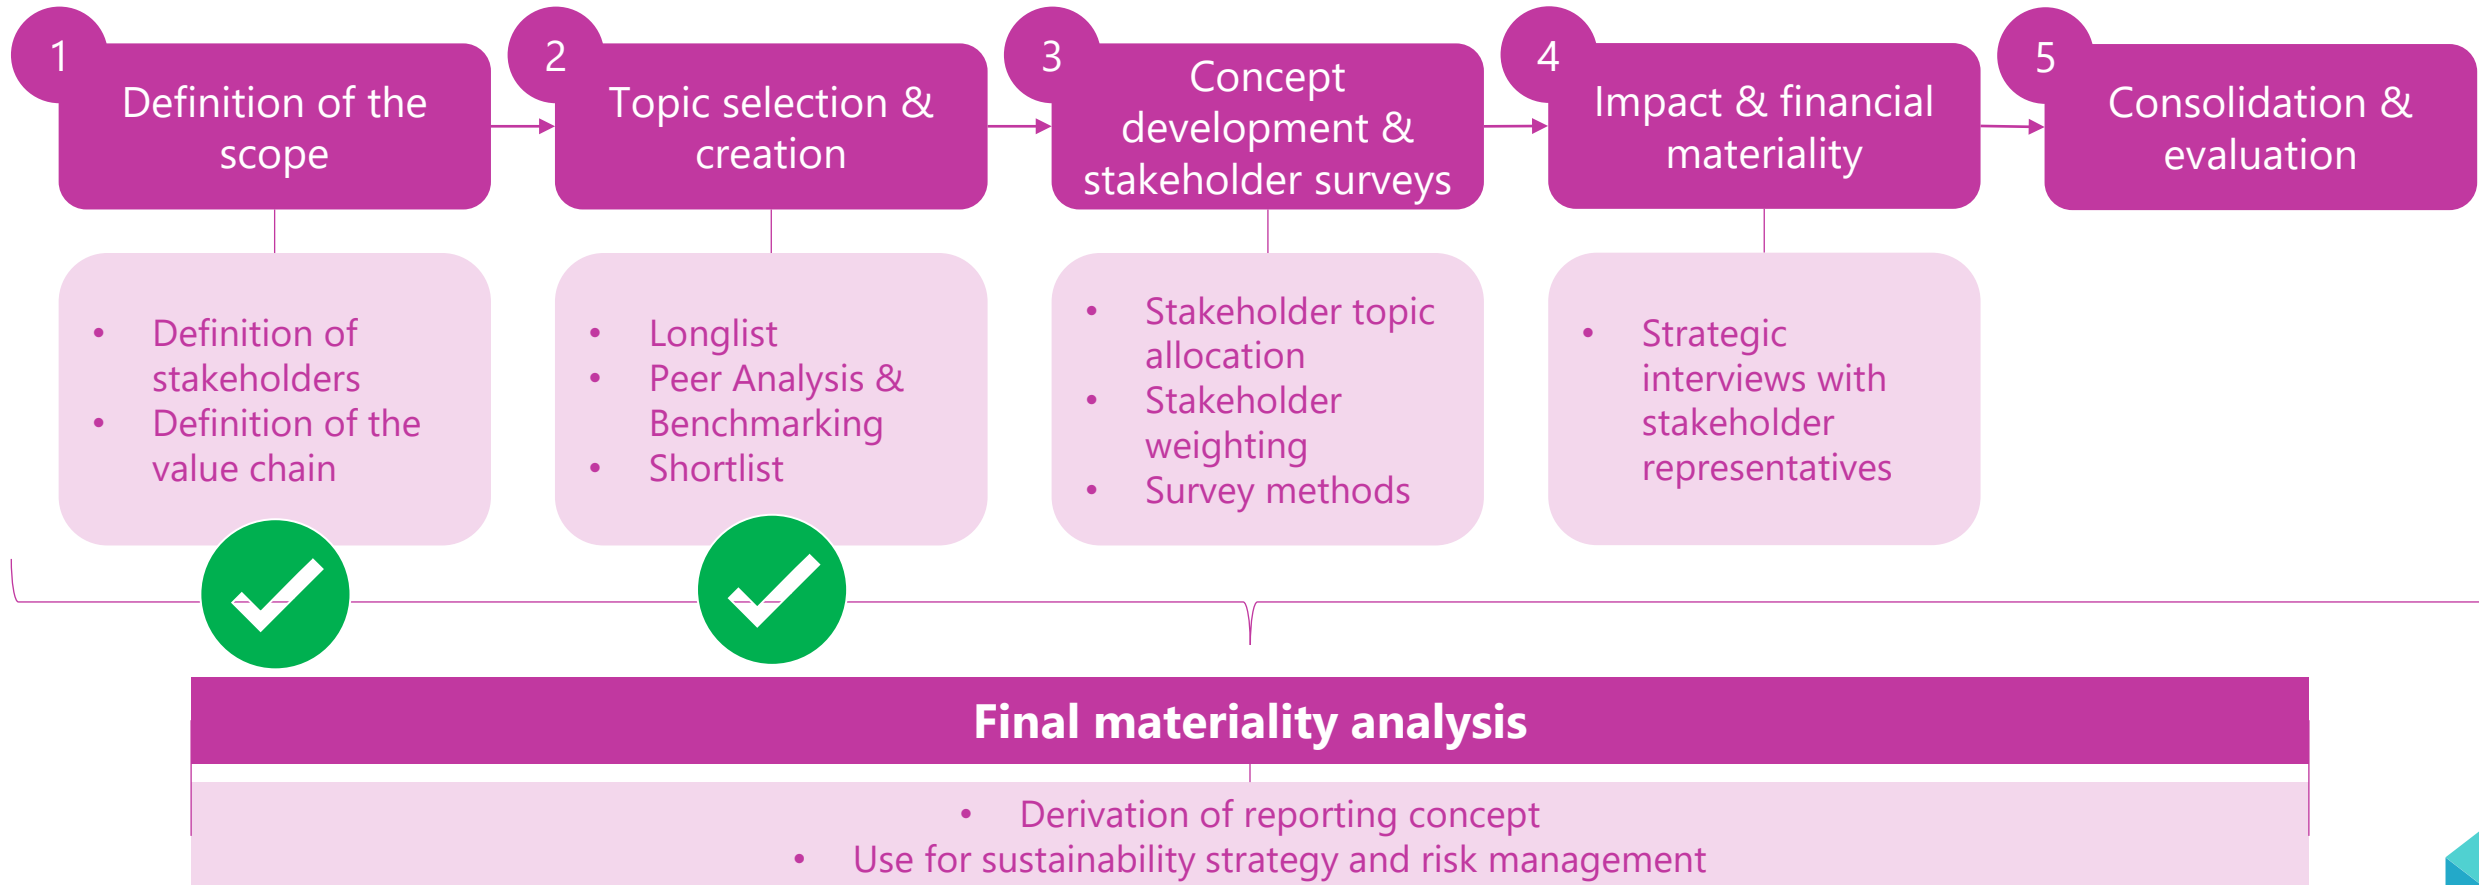 1
Definition of the
scope
• Definition of
stakeholders
• Definition of the
value chain
2
Topic selection &
creation
• Longlist
• Peer Analysis &
Benchmarking
• Shortlist
3
Concept
development &
stakeholder surveys
• Stakeholder topic
allocation
• Stakeholder
weighting
• Survey methods
4
Impact & financial
materiality
• Strategic
interviews with
stakeholder
representatives
5
Consolidation &
evaluation
Final materiality analysis
• Derivation of reporting concept
• Use for sustainability strategy and risk management